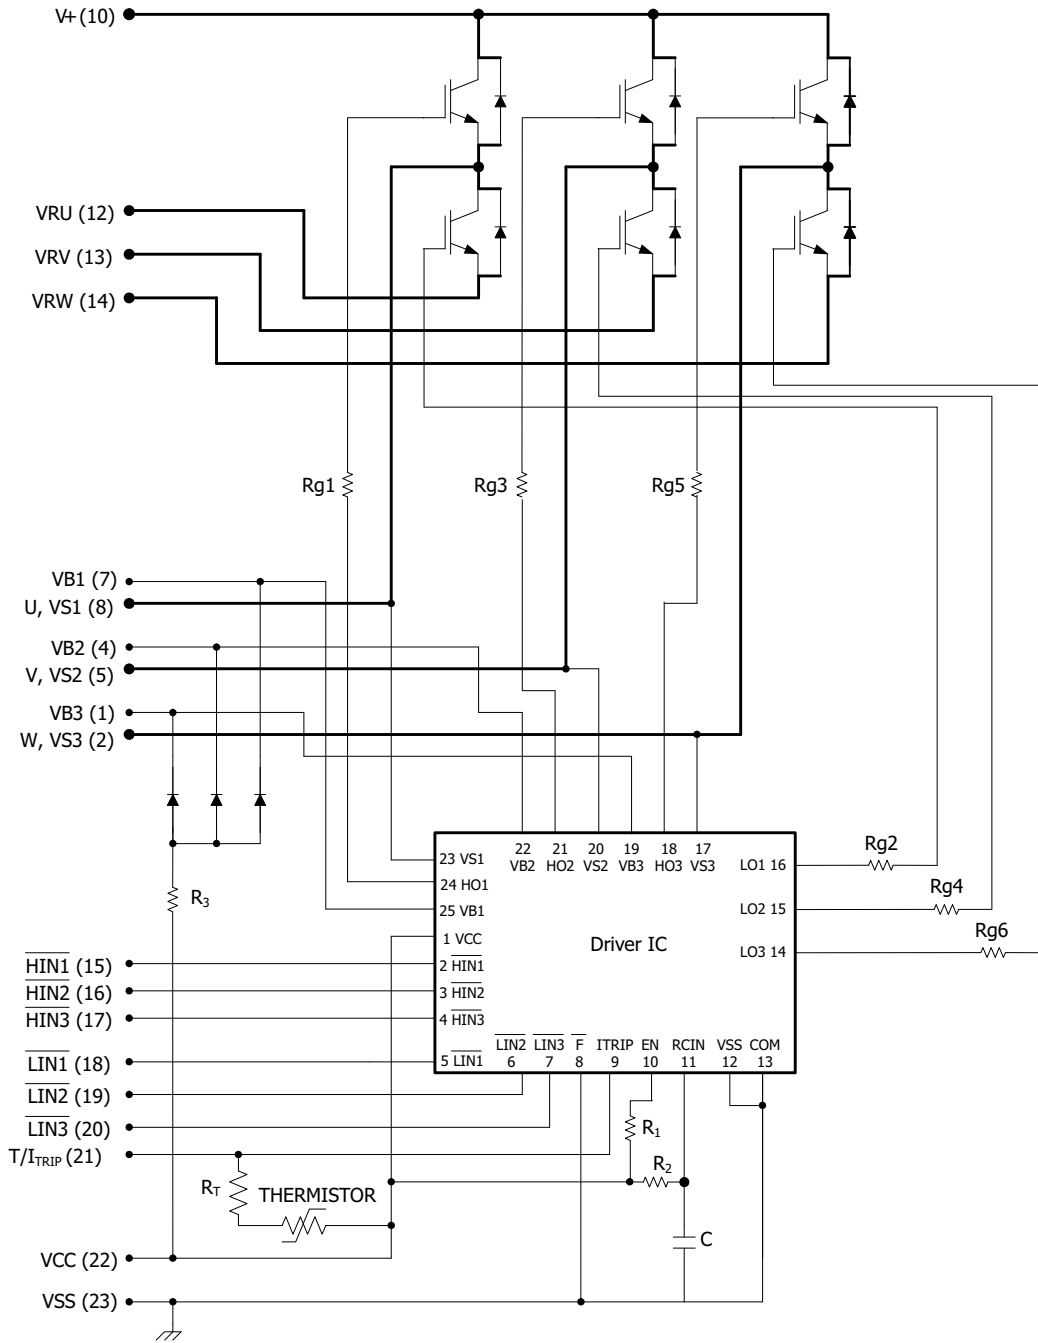 V+ (10)
VRU (12)
VRV (13)
VRW (14)
Rg1
Rg3
Rg5
VB1 (7)
U, VS1 (8)
VB2 (4)
V, VS2 (5)
VB3 (1)
W, VS3 (2)
22 21 20 19 18 17
VB2 HO2 VS2 VB3 HO3 VS3
23 VS1
24 HO1
25 VB1
1 VCC
2 HIN1
3 HIN2
4 HIN3
5 LIN1
Driver IC
LO1 16
LO2 15
LO3 14
Rg2
Rg4
Rg6
R3
HIN1 (15)
HIN2 (16)
HIN3 (17)
LIN1 (18)
LIN2 (19)
LIN3 (20)
T/ITRIP (21)
LIN2 LIN3 F ITRIP EN RCIN VSS COM
6 7 8 9 10 11 12 13
R1
R2
RT
THERMISTOR
C
VCC (22)
VSS (23)